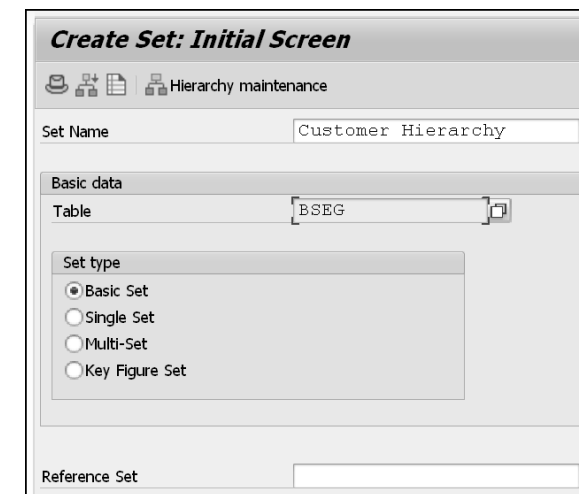 Create Set: Initial Screen
Hierarchy maintenance
Set Name Customer Hierarchy
Basic data
Table BSEG
Set type
Basic Set
Single Set
Multi-Set
Key Figure Set
Reference Set